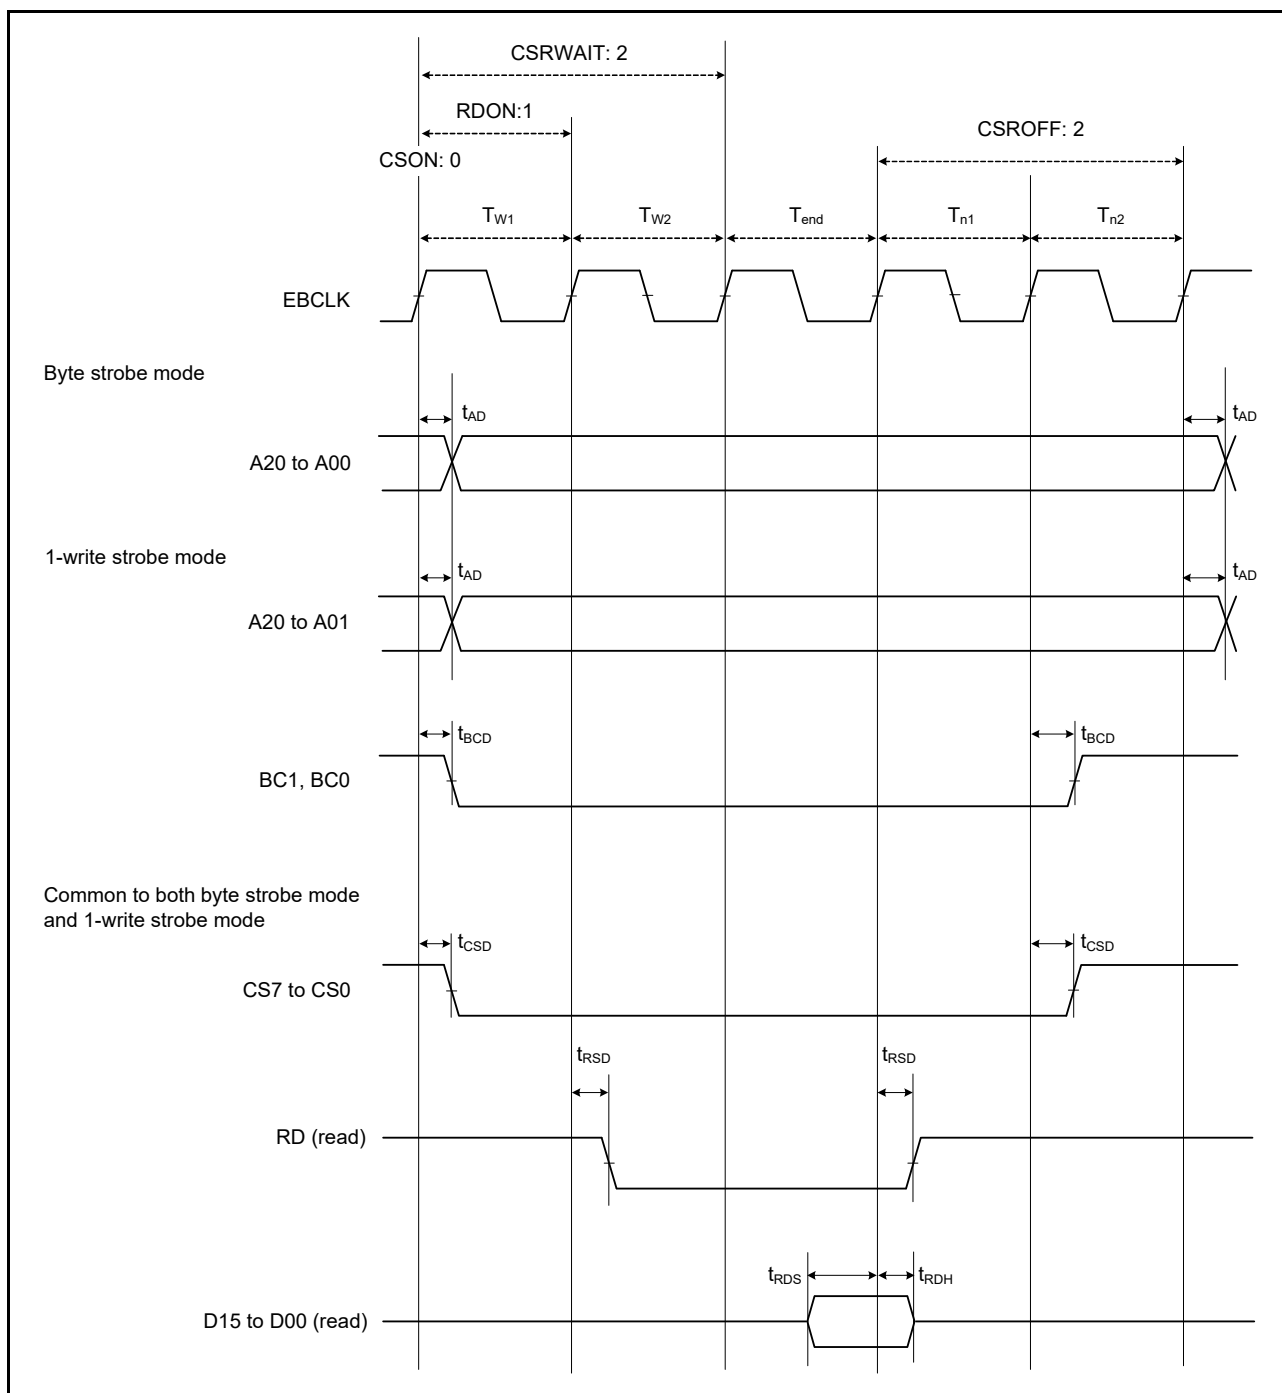 CSRWAIT: 2
RDON:1
CSROFF: 2
CSON: 0
TW1
TW2
Tend
Tn1
Tn2
EBCLK
Byte strobe mode
tAD
tAD
A20 to A00
1-write strobe mode
tAD
tAD
A20 to A01
tBCD
tBCD
BC1, BC0
Common to both byte strobe mode
and 1-write strobe mode
tCSD
tCSD
CS7 to CS0
tRSD
tRSD
RD (read)
tRDS
tRDH
D15 to D00 (read)